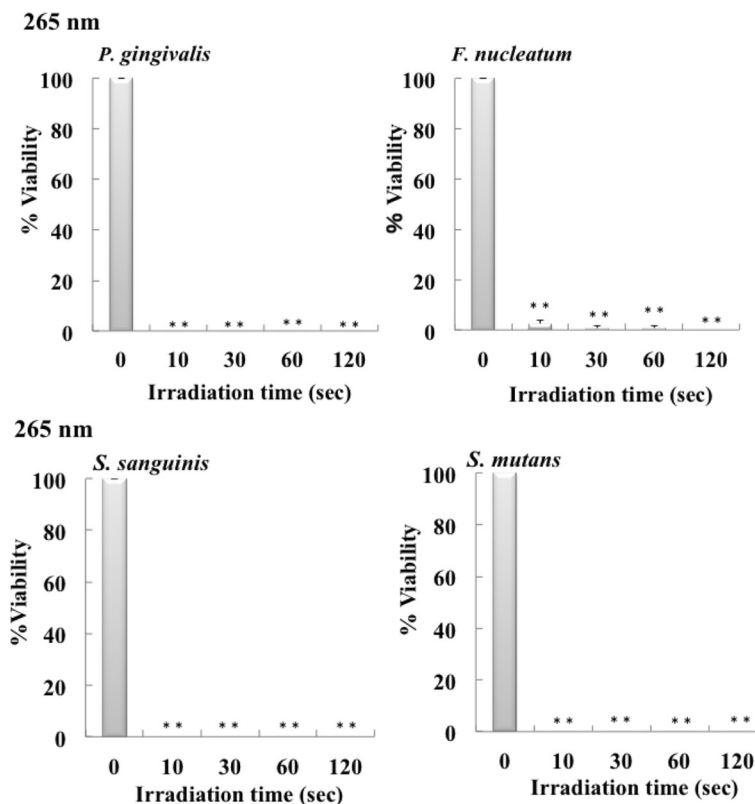 265 nm
P. gingivalis
F. nucleatum
% Viability
100
80
60
40
20
0
** ** ** **
0 10 30 60 120
Irradiation time (sec)
% Viability
100
80
60
40
20
0
** ** ** **
0 10 30 60 120
Irradiation time (sec)
265 nm
S. sanguinis
S. mutans
%Viability
100
80
60
40
20
0
** ** ** **
0 10 30 60 120
Irradiation time (sec)
% Viability
100
80
60
40
20
0
** ** ** **
0 10 30 60 120
Irradiation time (sec)